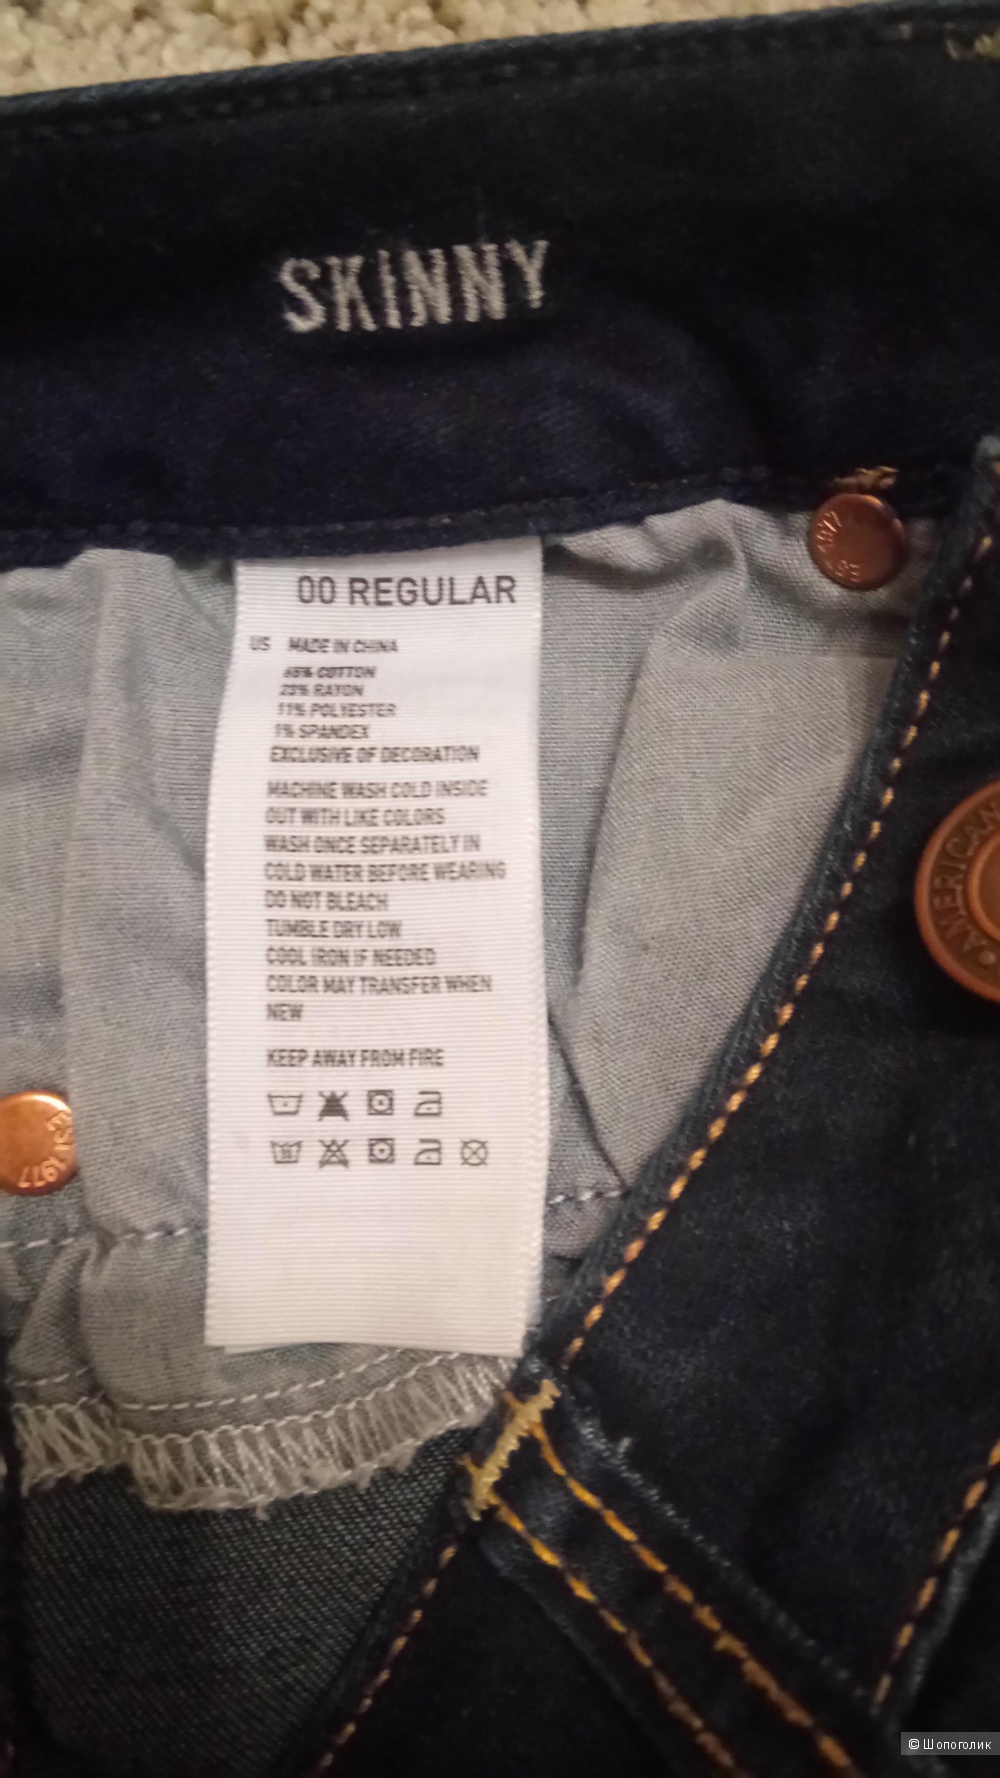 SKINNY
00 REGULAR
US MADE IN CHINA
65% COTTON
23% RAYON
11% POLYESTER
1% SPANDEX
EXCLUSIVE OF DECORATION
MACHINE WASH COLD INSIDE
OUT WITH LIKE COLORS
WASH ONCE SEPARATELY IN
COLD WATER BEFORE WEARING
DO NOT BLEACH
TUMBLE DRY LOW
COOL IRON IF NEEDED
COLOR MAY TRANSFER WHEN
NEW
KEEP AWAY FROM FIRE
AMERICAN
1977
1977
© Шопоголик